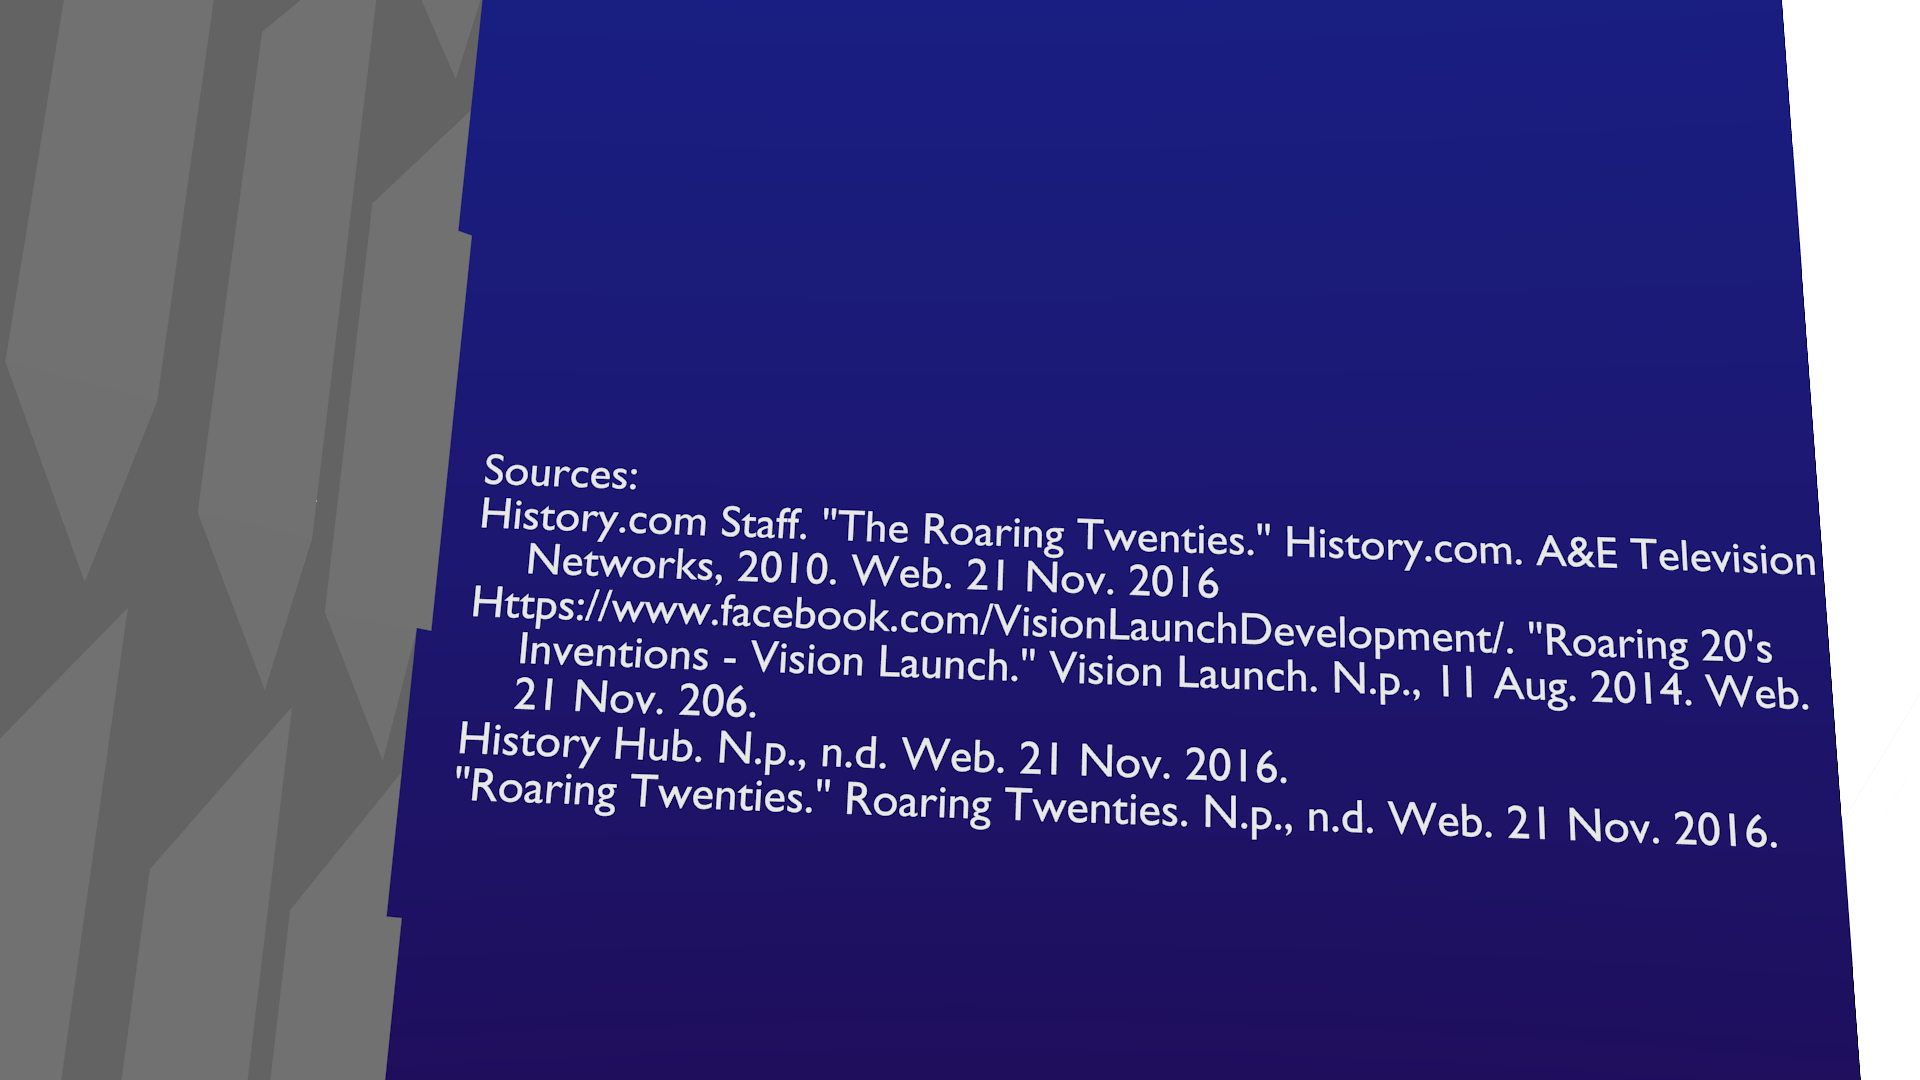 Sources:
History.com Staff. "The Roaring Twenties." History.com. A&E Television
Networks, 2010. Web. 21 Nov. 2016
Https://www.facebook.com/VisionLaunchDevelopment/. "Roaring 20's
Inventions - Vision Launch." Vision Launch. N.p., 11 Aug. 2014. Web.
21 Nov. 206.
History Hub. N.p., n.d. Web. 21 Nov. 2016.
"Roaring Twenties." Roaring Twenties. N.p., n.d. Web. 21 Nov. 2016.